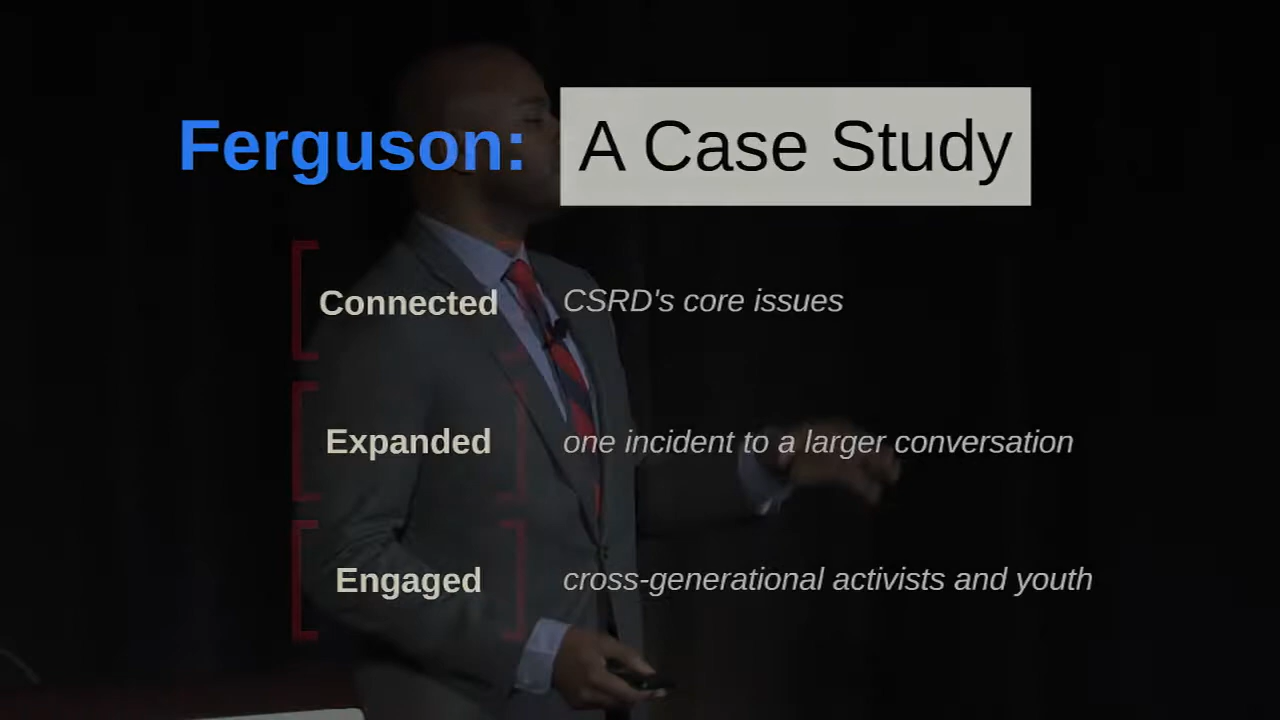 Ferguson: A Case Study
Connected CSRD's core issues
Expanded one incident to a larger conversation
Engaged cross-generational activists and youth